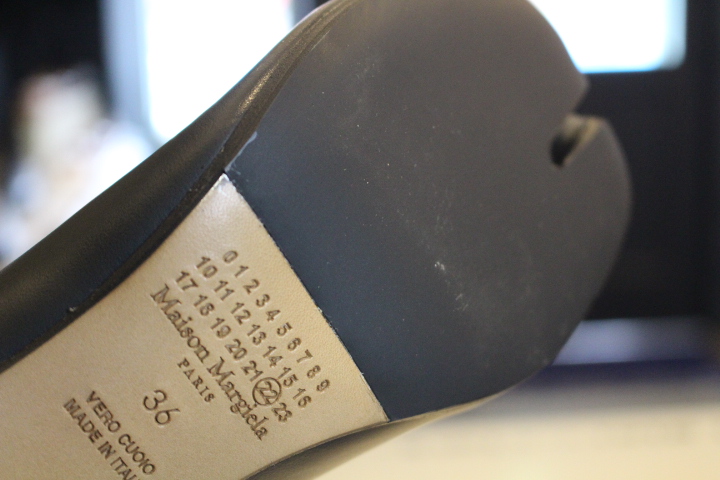 0 1 2 3 4 5 6 7 8 9
10 11 12 13 14 15 16
17 18 19 20 21 22 23
Maison Margiela
PARIS
36
VERO CUOIO
MADE IN